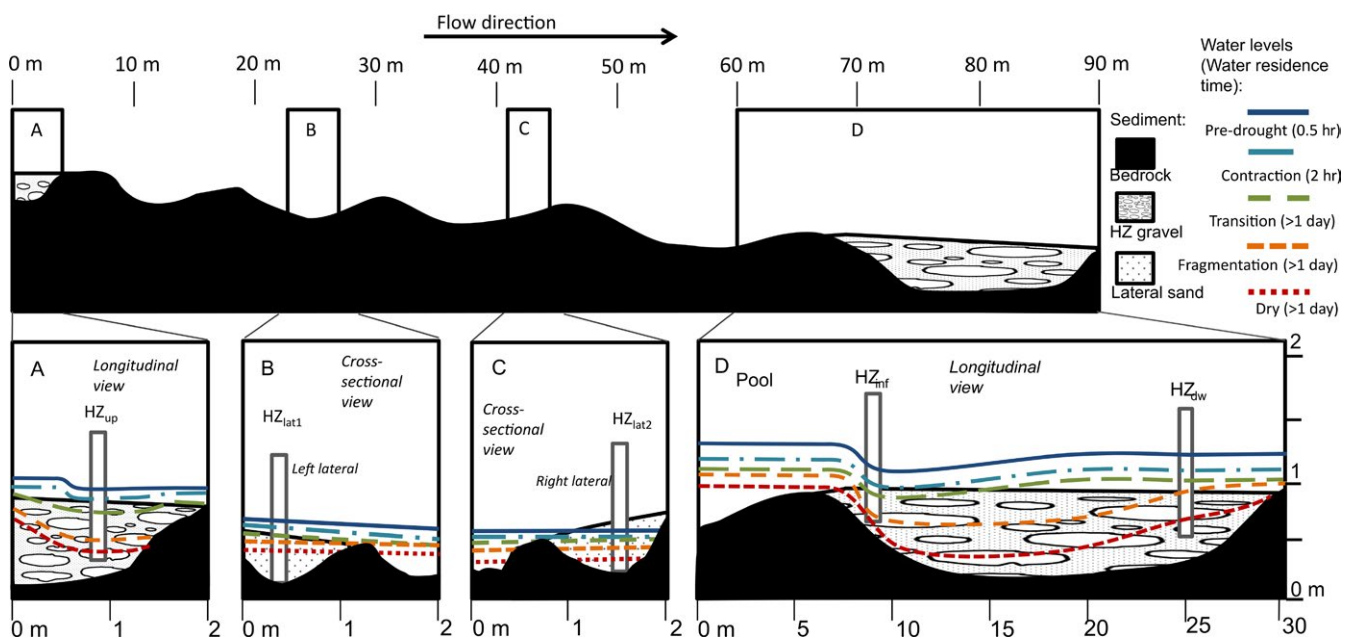 Flow direction
0 m 10 m 20 m 30 m 40 m 50 m 60 m 70 m 80 m 90 m
Water levels
(Water residence
time):
Pre-drought (0.5 hr)
Contraction (2 hr)
Transition (>1 day)
Fragmentation (>1 day)
Dry (>1 day)
Sediment:
Bedrock
HZ gravel
Lateral sand
A
B
C
D
A
Longitudinal
view
HZup
0 m 1 2
B
Cross-
sectional
view
HZlat1
Left lateral
0 m 1 2
C
Cross-
sectional
view
HZlat2
Right lateral
0 m 1 2
D
Pool
HZinf
Longitudinal
view
HZdw
2
1
0 m
0 m 5 10 15 20 25 30